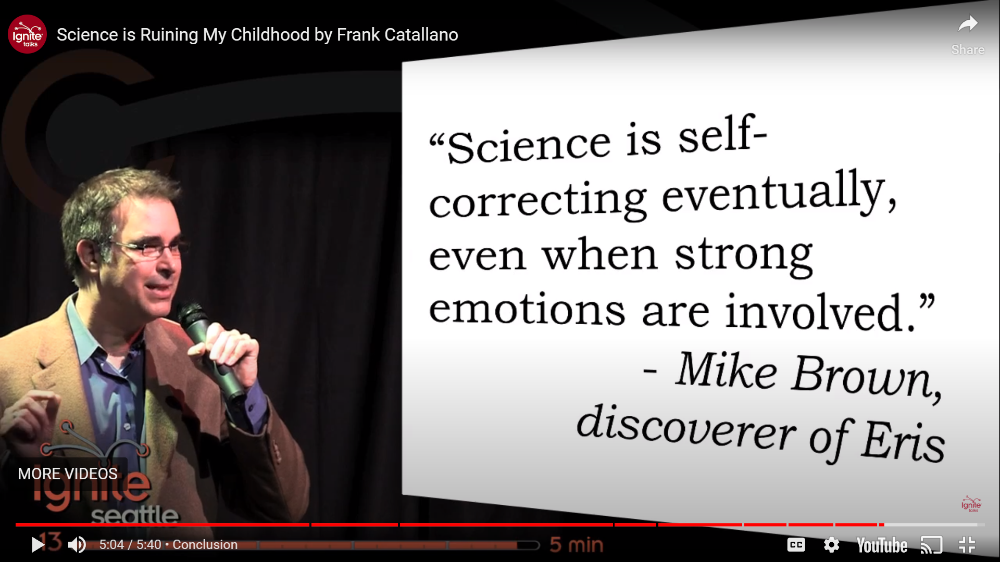 Ignite
talks
Science is Ruining My Childhood by Frank Catallano
Share
“Science is self-
correcting eventually,
even when strong
emotions are involved.”
- Mike Brown,
discoverer of Eris
MORE VIDEOS
Ignite
seattle
Ignite
talks
13
5 min
5:04 / 5:40 • Conclusion
CC
YouTube